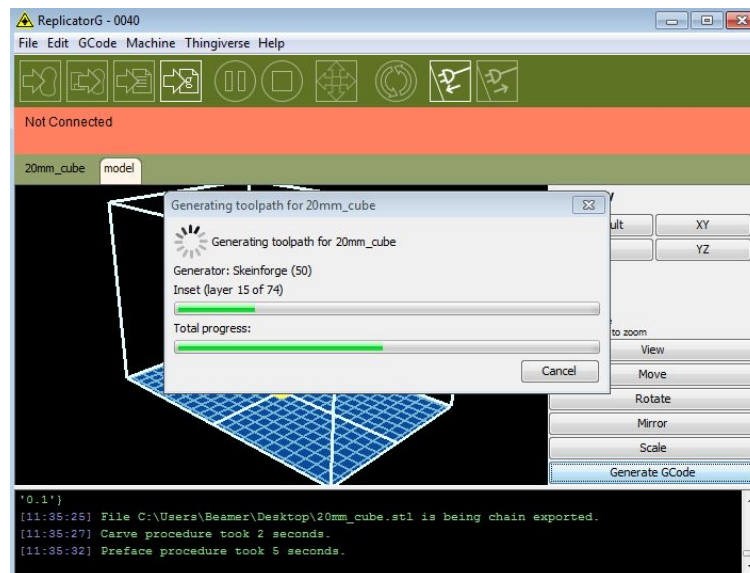 ReplicatorG - 0040
File Edit GCode Machine Thingiverse Help
Not Connected
20mm_cube model
Generating toolpath for 20mm_cube
Generating toolpath for 20mm_cube
Generator: Skeinforge (50)
Inset (layer 15 of 74)
Total progress:
Cancel
XY
YZ
to zoom
View
Move
Rotate
Mirror
Scale
Generate GCode
'0.1'}
[11:35:25] File C:\Users\Beamer\Desktop\20mm_cube.stl is being chain exported.
[11:35:27] Carve procedure took 2 seconds.
[11:35:32] Preface procedure took 5 seconds.